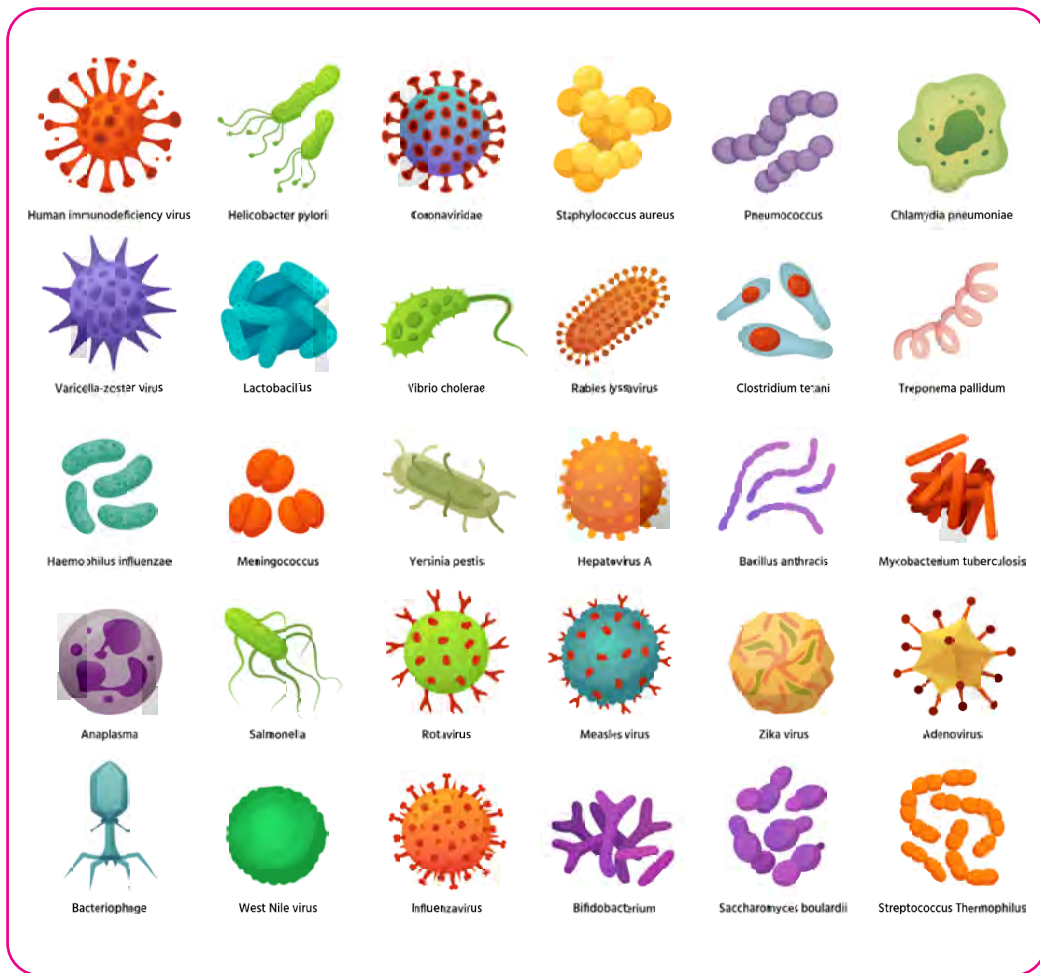 Human immunodeficiency virus
Helicobacter pylori
Coronaviridae
Staphylococcus aureus
Pneumococcus
Chlamydia pneumoniae
Varicella-zoster virus
Lactobacillus
Vibrio cholerae
Rabies lyssavirus
Clostridium tetani
Treponema pallidum
Haemophilus influenzae
Meningococcus
Yersinia pestis
Hepatovirus A
Bacillus anthracis
Mycobacterium tuberculosis
Anaplasma
Salmonella
Rotavirus
Measles virus
Zika virus
Adenovirus
Bacteriophage
West Nile virus
Influenzavirus
Bifidobacterium
Saccharomyces boulardii
Streptococcus Thermophilus